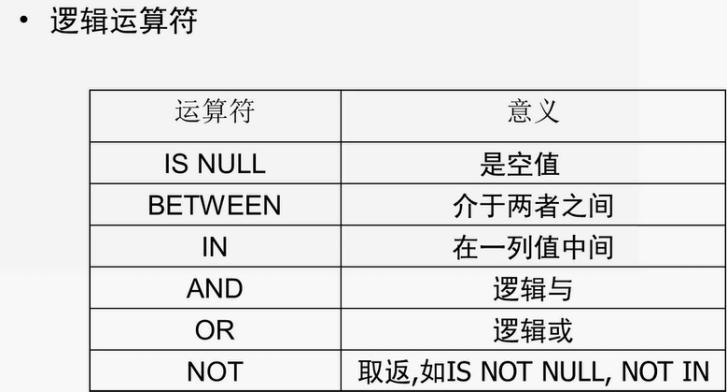 • 逻辑运算符
运算符 意义
IS NULL 是空值
BETWEEN 介于两者之间
IN 在一列值中间
AND 逻辑与
OR 逻辑或
NOT 取返,如IS NOT NULL, NOT IN